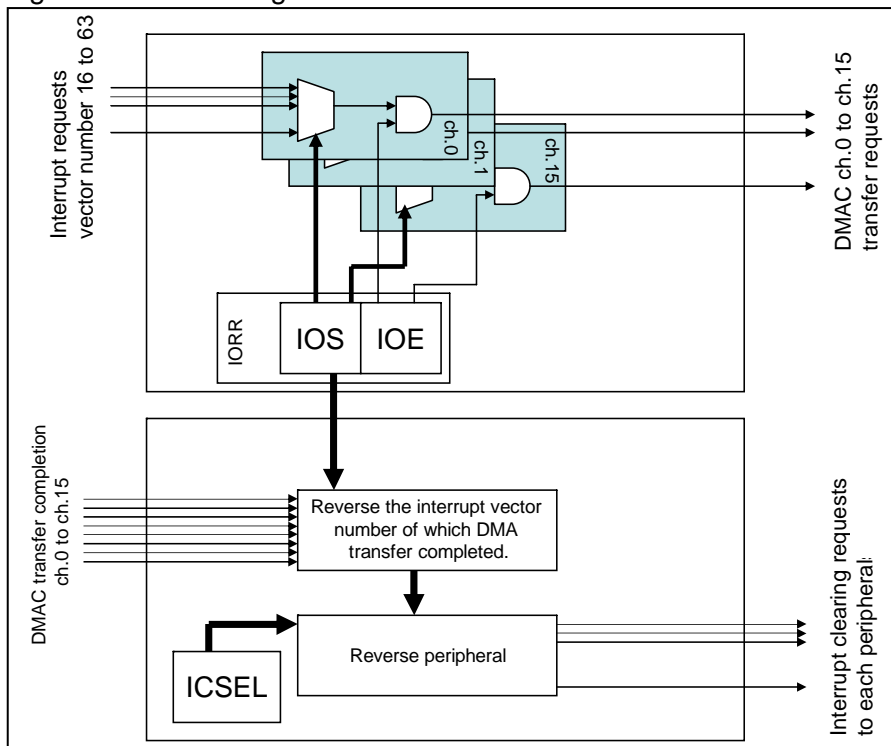 Interrupt requests
vector number 16 to 63
ch.0
ch.1
ch.15
DMAC ch.0 to ch.15
transfer requests
IORR
IOS
IOE
DMAC transfer completion
ch.0 to ch.15
Reverse the interrupt vector
number of which DMA
transfer completed.
Reverse peripheral
ICSEL
Interrupt clearing requests
to each peripheral